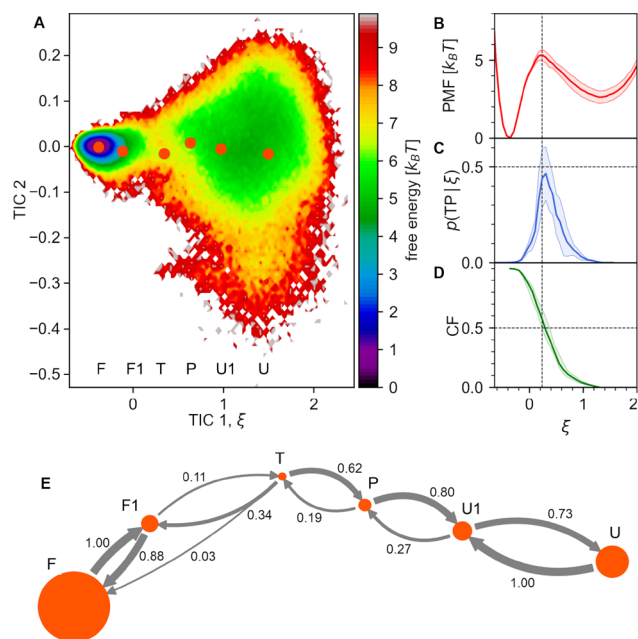 A
0.3
0.2
0.1
0.0
−0.1
−0.2
−0.3
−0.4
−0.5
TIC 2
F F1 T P U1 U
0 1 2
TIC 1, ξ
9
8
7
6
5
4
3
2
1
0
free energy [kBT]
B
5
0
PMF [kBT]
C
0.5
0.0
p(TP | ξ)
D
0.5
0.0
CF
0 1 2
ξ
E
T
0.62
P
0.11
0.80
F1
0.34
0.19
U1
0.73
U
1.00
0.88
0.03
0.27
F
1.00